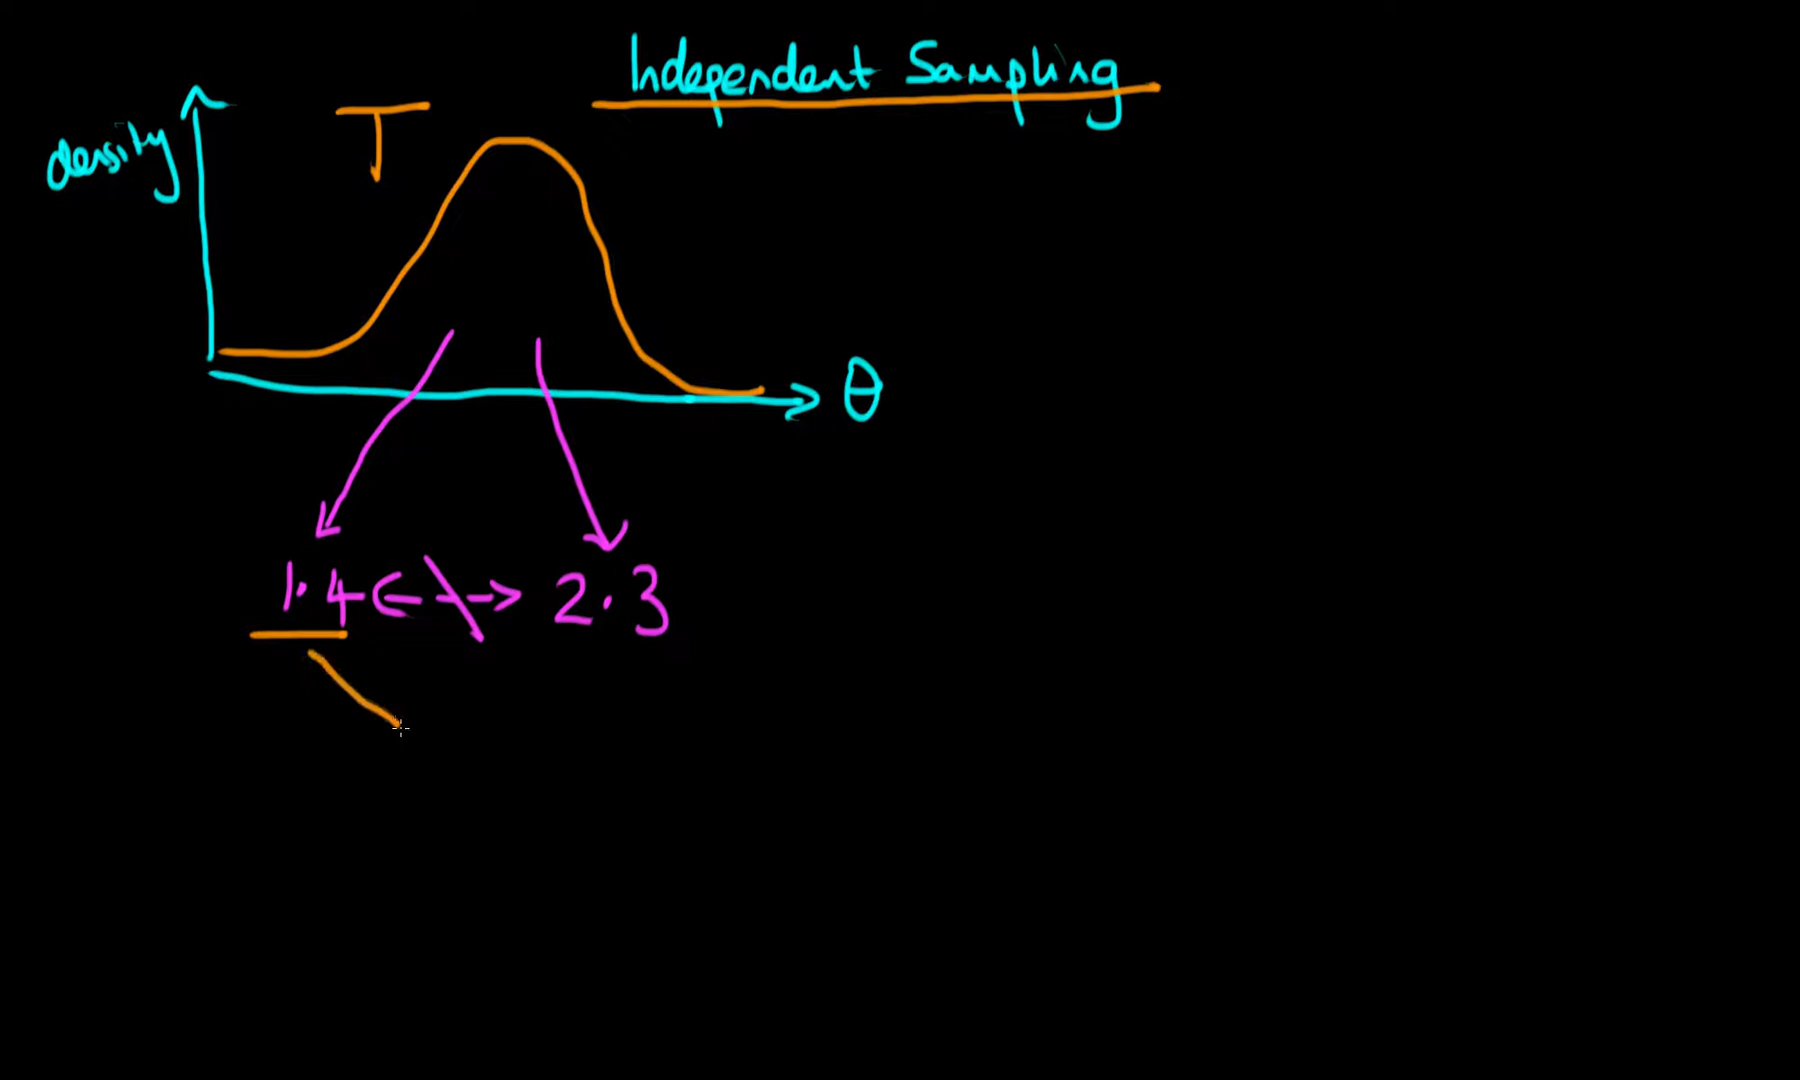 Independent Sampling
density
T
θ
1.4 <-\-> 2.3